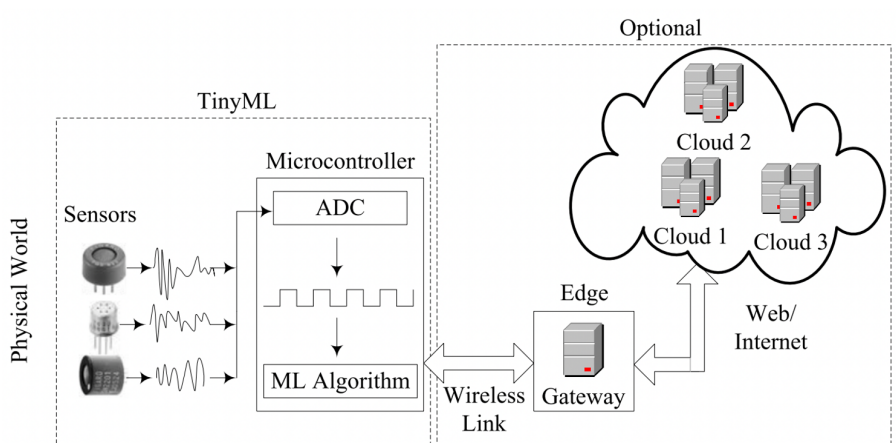 Optional
TinyML
Microcontroller
Sensors
ADC
Physical World
ML Algorithm
Cloud 2
Cloud 1
Cloud 3
Edge
Gateway
Wireless
Link
Web/
Internet